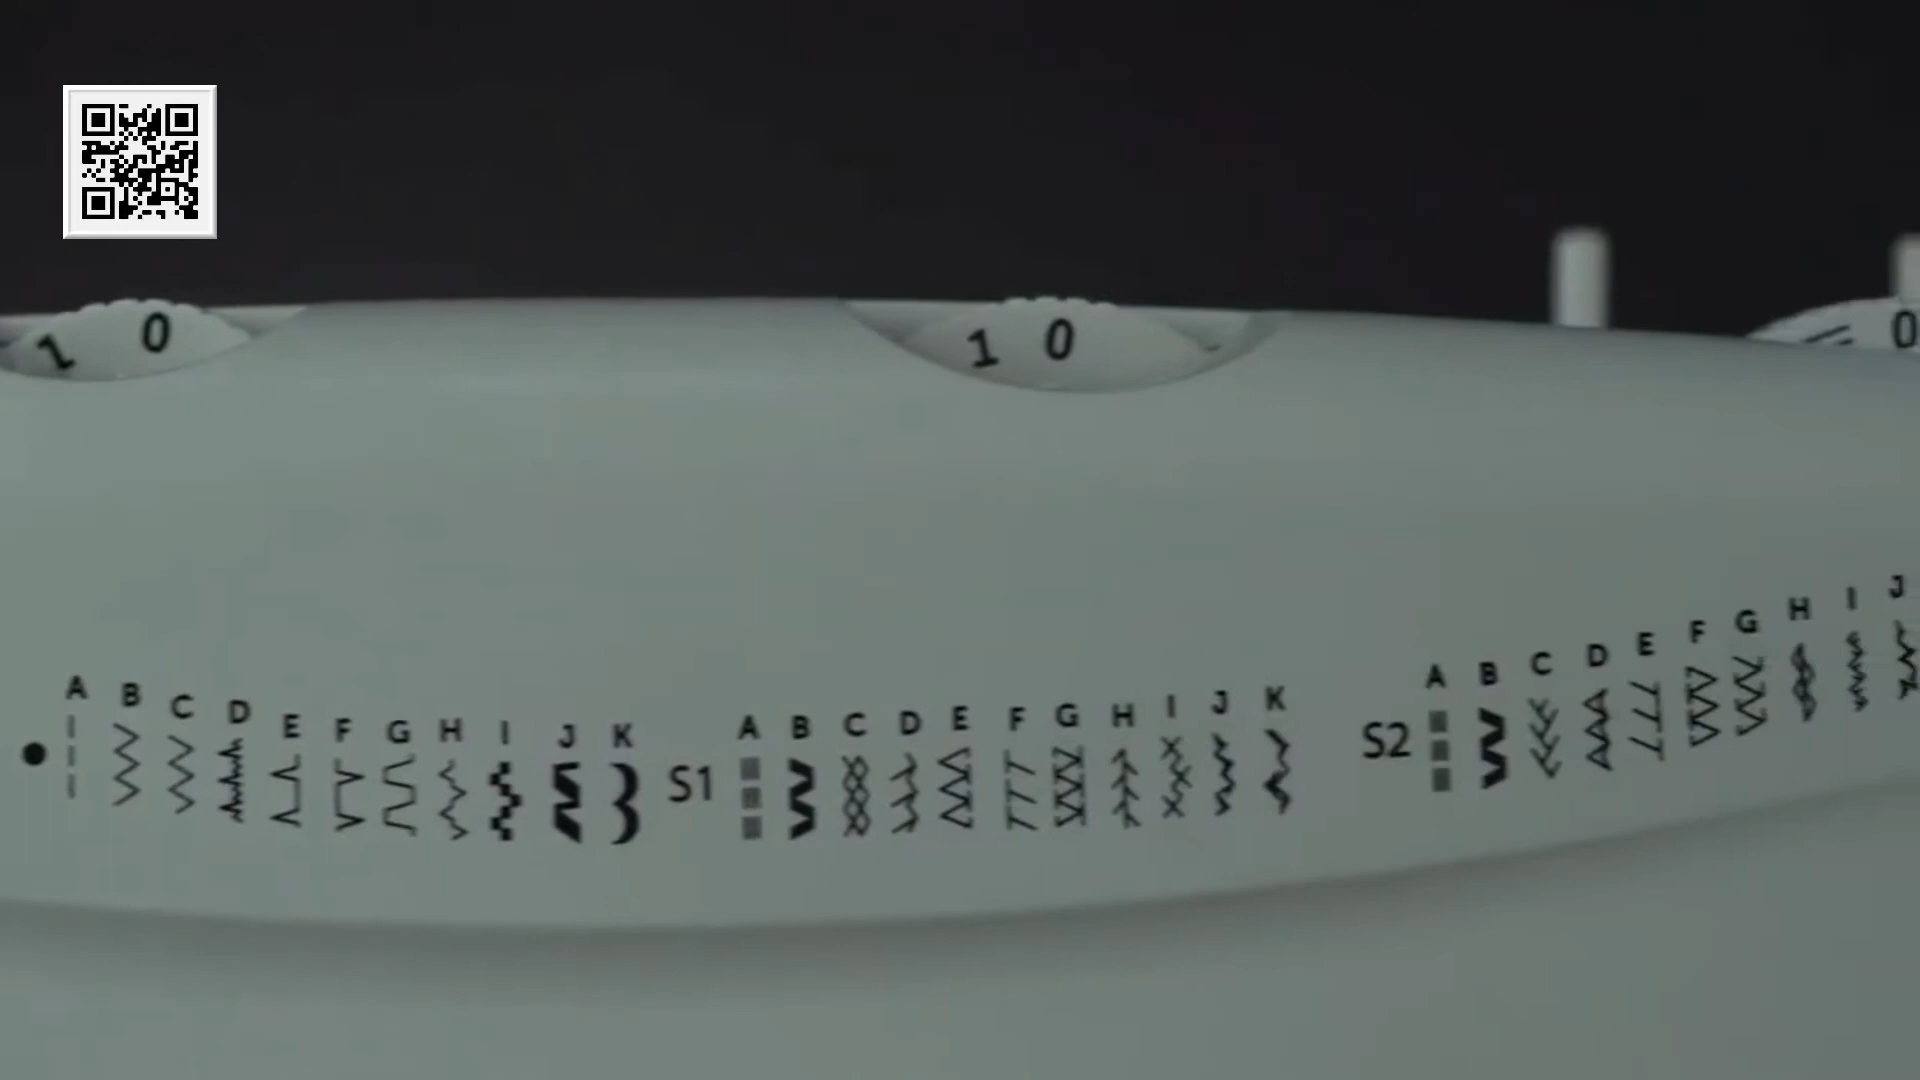 1 0
1 0
0
A B C D E F G H I J K
S1 A B C D E F G H I J K
S2 A B C D E F G H I J